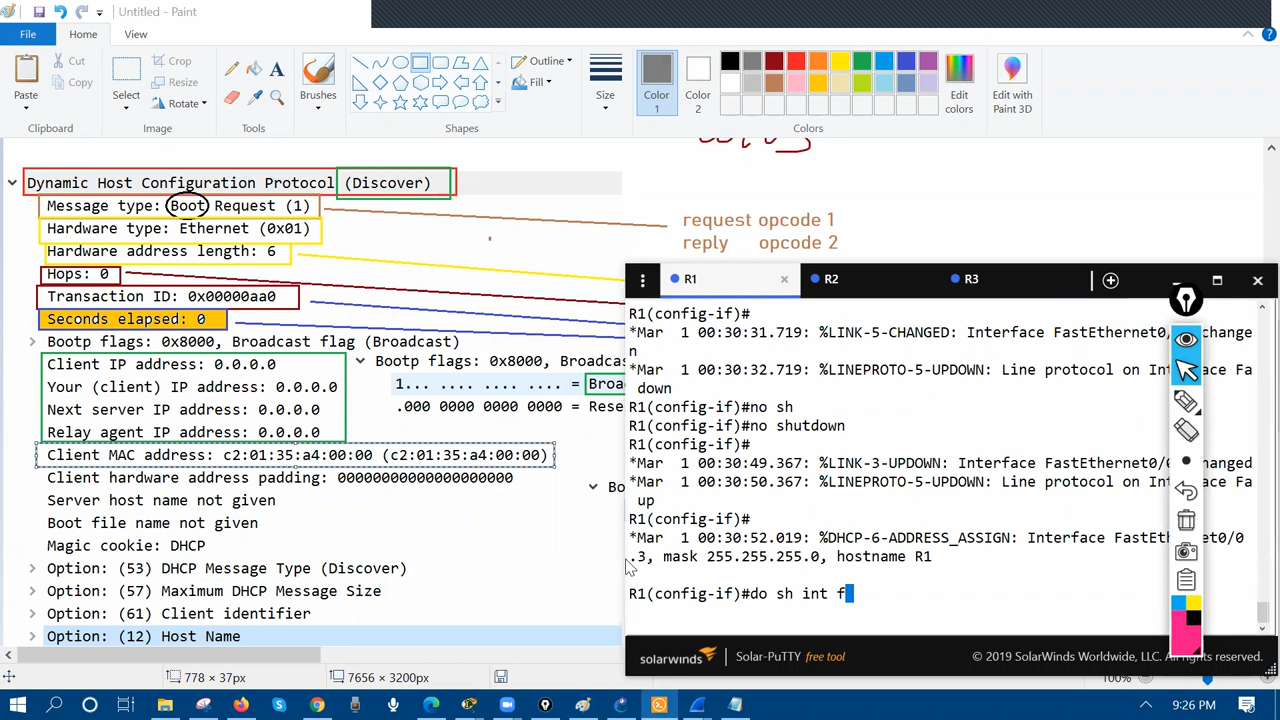 Untitled - Paint
File
Home
View
Paste
Cut
Copy
Select
Crop
Resize
Rotate
Brushes
Outline
Fill
Size
Color
1
Color
2
Edit
colors
Edit with
Paint 3D
Clipboard
Image
Tools
Shapes
Colors
Dynamic Host Configuration Protocol (Discover)
Message type: Boot Request (1)
Hardware type: Ethernet (0x01)
Hardware address length: 6
Hops: 0
Transaction ID: 0x00000aa0
Seconds elapsed: 0
Bootp flags: 0x8000, Broadcast flag (Broadcast)
Client IP address: 0.0.0.0
Your (client) IP address: 0.0.0.0
Next server IP address: 0.0.0.0
Relay agent IP address: 0.0.0.0
Client MAC address: c2:01:35:a4:00:00 (c2:01:35:a4:00:00)
Client hardware address padding: 00000000000000000000
Server host name not given
Boot file name not given
Magic cookie: DHCP
Option: (53) DHCP Message Type (Discover)
Option: (57) Maximum DHCP Message Size
Option: (61) Client identifier
Option: (12) Host Name
Bootp flags: 0x8000, Broadcas
1... .... .... .... = Broa
.000 0000 0000 0000 = Rese
Bo
request opcode 1
reply opcode 2
R1
R2
R3
R1(config-if)#
*Mar 1 00:30:31.719: %LINK-5-CHANGED: Interface FastEthernet0/ change
n
*Mar 1 00:30:32.719: %LINEPROTO-5-UPDOWN: Line protocol on Int ce Fa
down
R1(config-if)#no sh
R1(config-if)#no shutdown
R1(config-if)#
*Mar 1 00:30:49.367: %LINK-3-UPDOWN: Interface FastEthernet0/ changed
*Mar 1 00:30:50.367: %LINEPROTO-5-UPDOWN: Line protocol on Int ce Fa
up
R1(config-if)#
*Mar 1 00:30:52.019: %DHCP-6-ADDRESS_ASSIGN: Interface FastEth t0/0
.3, mask 255.255.255.0, hostname R1
R1(config-if)#do sh int f
solarwinds
Solar-PuTTY free tool
© 2019 SolarWinds Worldwide, LLC. All rights reserved.
778 × 37px
7656 × 3200px
100%
9:26 PM